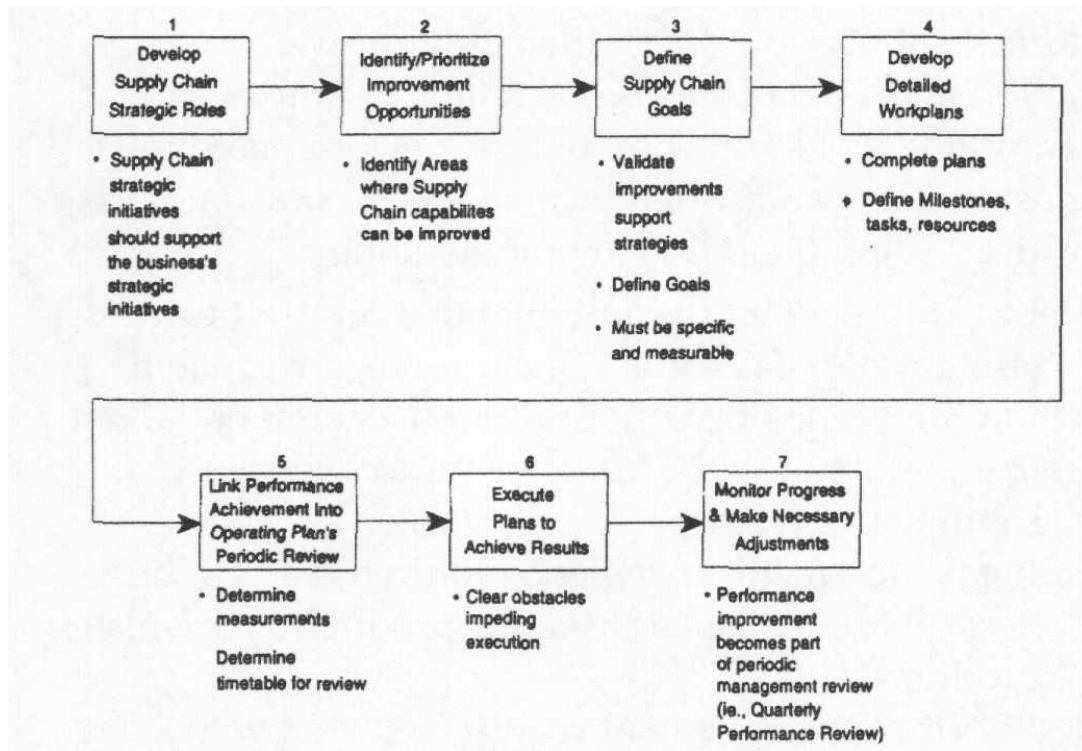 1
Develop
Supply Chain
Strategic Roles
• Supply Chain
strategic
initiatives
should support
the business's
strategic
initiatives
2
Identify/Prioritize
Improvement
Opportunities
• Identify Areas
where Supply
Chain capabilites
can be improved
3
Define
Supply Chain
Goals
• Validate
improvements
support
strategies
• Define Goals
• Must be specific
and measurable
4
Develop
Detailed
Workplans
• Complete plans
• Define Milestones,
tasks, resources
5
Link Performance
Achievement Into
Operating Plan's
Periodic Review
• Determine
measurements
Determine
timetable for review
6
Execute
Plans to
Achieve Results
• Clear obstacles
impeding
execution
7
Monitor Progress
& Make Necessary
Adjustments
• Performance
improvement
becomes part
of periodic
management review
(ie., Quarterly
Performance Review)